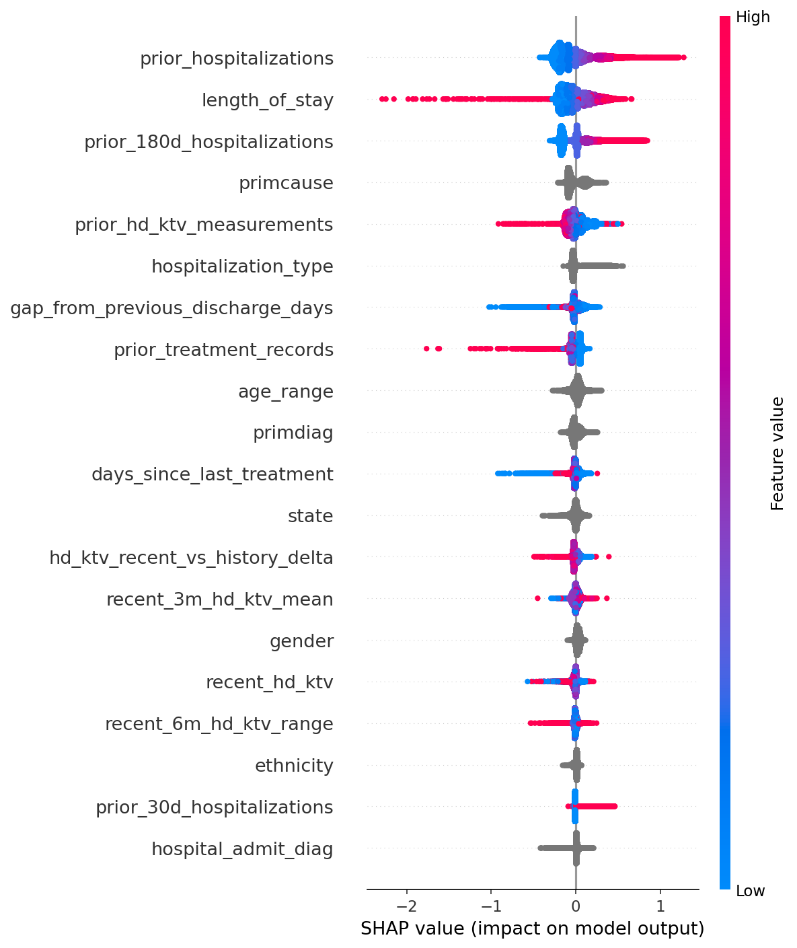 High
prior_hospitalizations
length_of_stay
prior_180d_hospitalizations
primcause
prior_hd_ktv_measurements
hospitalization_type
gap_from_previous_discharge_days
prior_treatment_records
age_range
primdiag
days_since_last_treatment
state
hd_ktv_recent_vs_history_delta
recent_3m_hd_ktv_mean
gender
recent_hd_ktv
recent_6m_hd_ktv_range
ethnicity
prior_30d_hospitalizations
hospital_admit_diag
Feature value
Low
−2 −1 0 1
SHAP value (impact on model output)